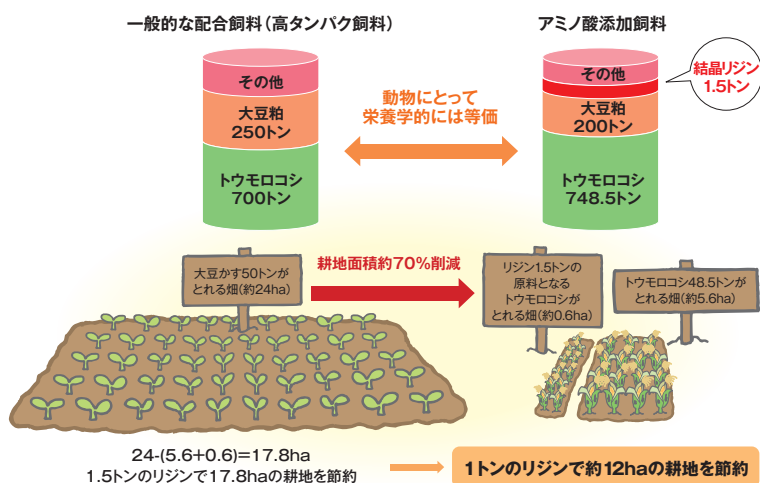 一般的な配合飼料（高タンパク飼料）
アミノ酸添加飼料
その他
大豆粕
250トン
トウモロコシ
700トン
動物にとって
栄養学的には等価
その他
大豆粕
200トン
トウモロコシ
748.5トン
結晶リジン
1.5トン
大豆かす50トンが
とれる畑（約24ha）
耕地面積約70％削減
リジン1.5トンの
原料となる
トウモロコシが
とれる畑（約0.6ha）
トウモロコシ48.5トンが
とれる畑（約5.6ha）
24-(5.6+0.6)=17.8ha
1.5トンのリジンで17.8haの耕地を節約
1トンのリジンで約12haの耕地を節約